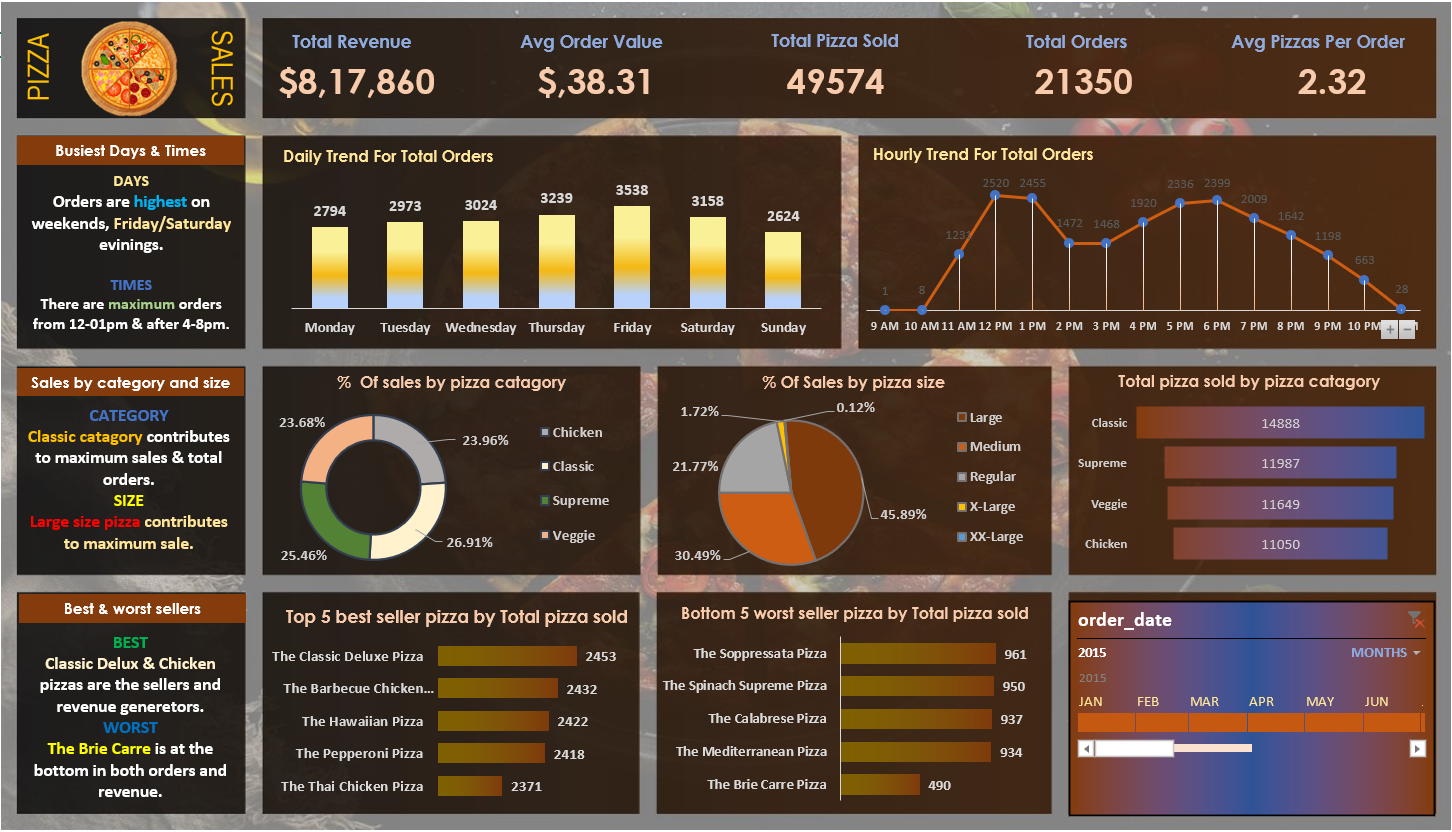 PIZZA
SALES
Total Revenue
$8,17,860
Avg Order Value
$,38.31
Total Pizza Sold
49574
Total Orders
21350
Avg Pizzas Per Order
2.32
Busiest Days & Times
DAYS
Orders are highest on
weekends, Friday/Saturday
evinings.
TIMES
There are maximum orders
from 12-01pm & after 4-8pm.
Daily Trend For Total Orders
2794
2973
3024
3239
3538
3158
2624
Monday
Tuesday
Wednesday
Thursday
Friday
Saturday
Sunday
Hourly Trend For Total Orders
1
8
1231
2520
2455
1472
1468
1920
2336
2399
2009
1642
1198
663
28
9 AM
10 AM
11 AM
12 PM
1 PM
2 PM
3 PM
4 PM
5 PM
6 PM
7 PM
8 PM
9 PM
10 PM
Sales by category and size
CATEGORY
Classic catagory contributes
to maximum sales & total
orders.
SIZE
Large size pizza contributes
to maximum sale.
% Of sales by pizza catagory
23.68%
23.96%
25.46%
26.91%
Chicken
Classic
Supreme
Veggie
% Of Sales by pizza size
1.72%
0.12%
21.77%
45.89%
30.49%
Large
Medium
Regular
X-Large
XX-Large
Total pizza sold by pizza catagory
Classic 14888
Supreme 11987
Veggie 11649
Chicken 11050
Best & worst sellers
BEST
Classic Delux & Chicken
pizzas are the sellers and
revenue generetors.
WORST
The Brie Carre is at the
bottom in both orders and
revenue.
Top 5 best seller pizza by Total pizza sold
The Classic Deluxe Pizza 2453
The Barbecue Chicken... 2432
The Hawaiian Pizza 2422
The Pepperoni Pizza 2418
The Thai Chicken Pizza 2371
Bottom 5 worst seller pizza by Total pizza sold
The Soppressata Pizza 961
The Spinach Supreme Pizza 950
The Calabrese Pizza 937
The Mediterranean Pizza 934
The Brie Carre Pizza 490
order_date
2015 MONTHS
2015
JAN FEB MAR APR MAY JUN